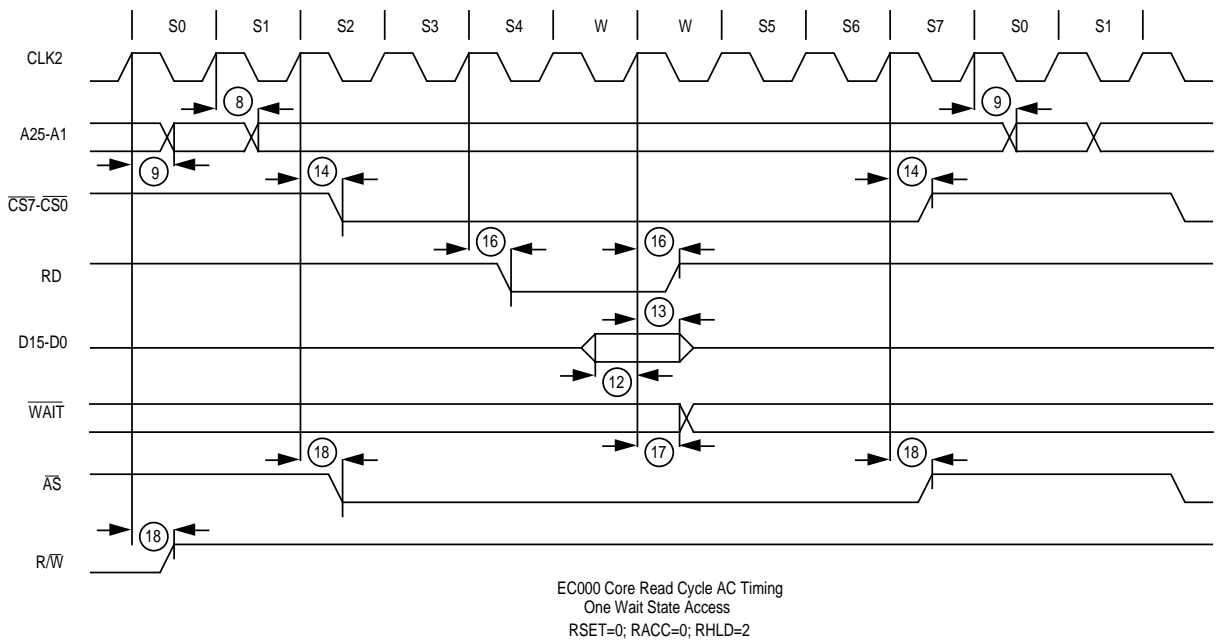 S0 S1 S2 S3 S4 W W S5 S6 S7 S0 S1
CLK2
8 9
A25-A1
9 14 14
CS7-CS0
16 16
RD
13
D15-D0
12
WAIT
18 17 18
AS
18
R/W
EC000 Core Read Cycle AC Timing
One Wait State Access
RSET=0; RACC=0; RHLD=2